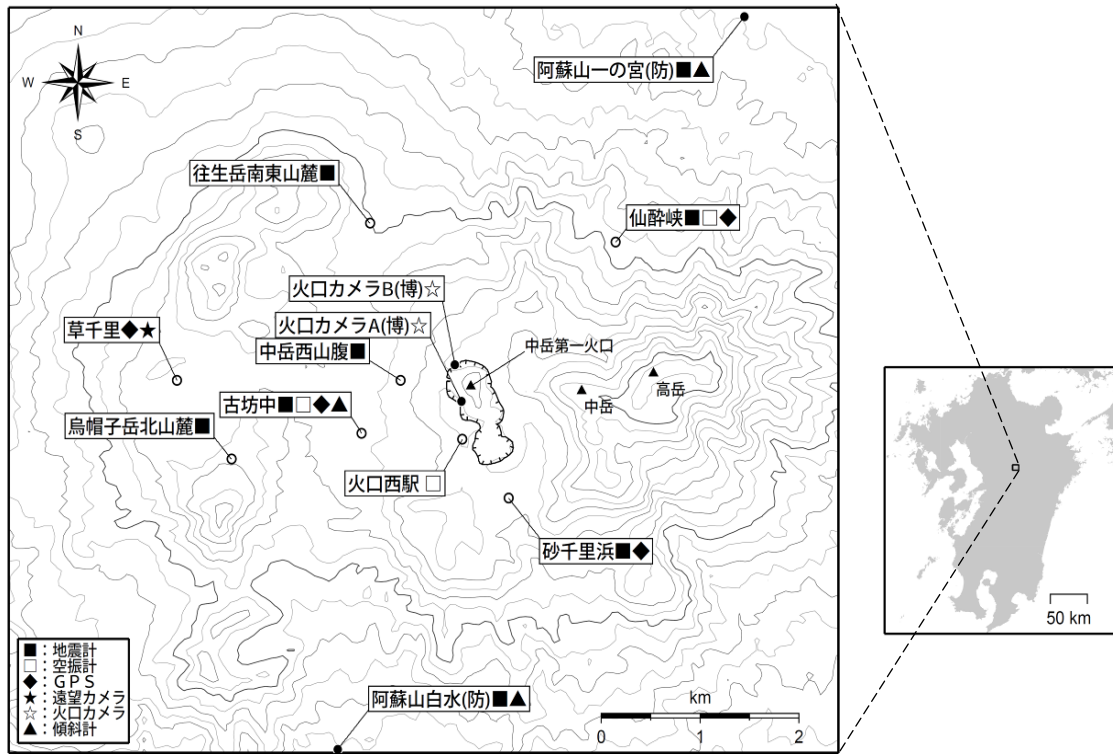 N
W E
S
阿蘇山一の宮(防)■▲
往生岳南東山麓■
仙酔峡■□◆
火口カメラB(博)☆
火口カメラA(博)☆
草千里◆★
中岳西山腹■
中岳第一火口
高岳
中岳
古坊中■□◆▲
烏帽子岳北山麓■
火口西駅 □
砂千里浜■◆
50 km
■：地震計
□：空振計
◆：ＧＰＳ
★：遠望カメラ
☆：火口カメラ
▲：傾斜計
阿蘇山白水(防)■▲
km
0 1 2